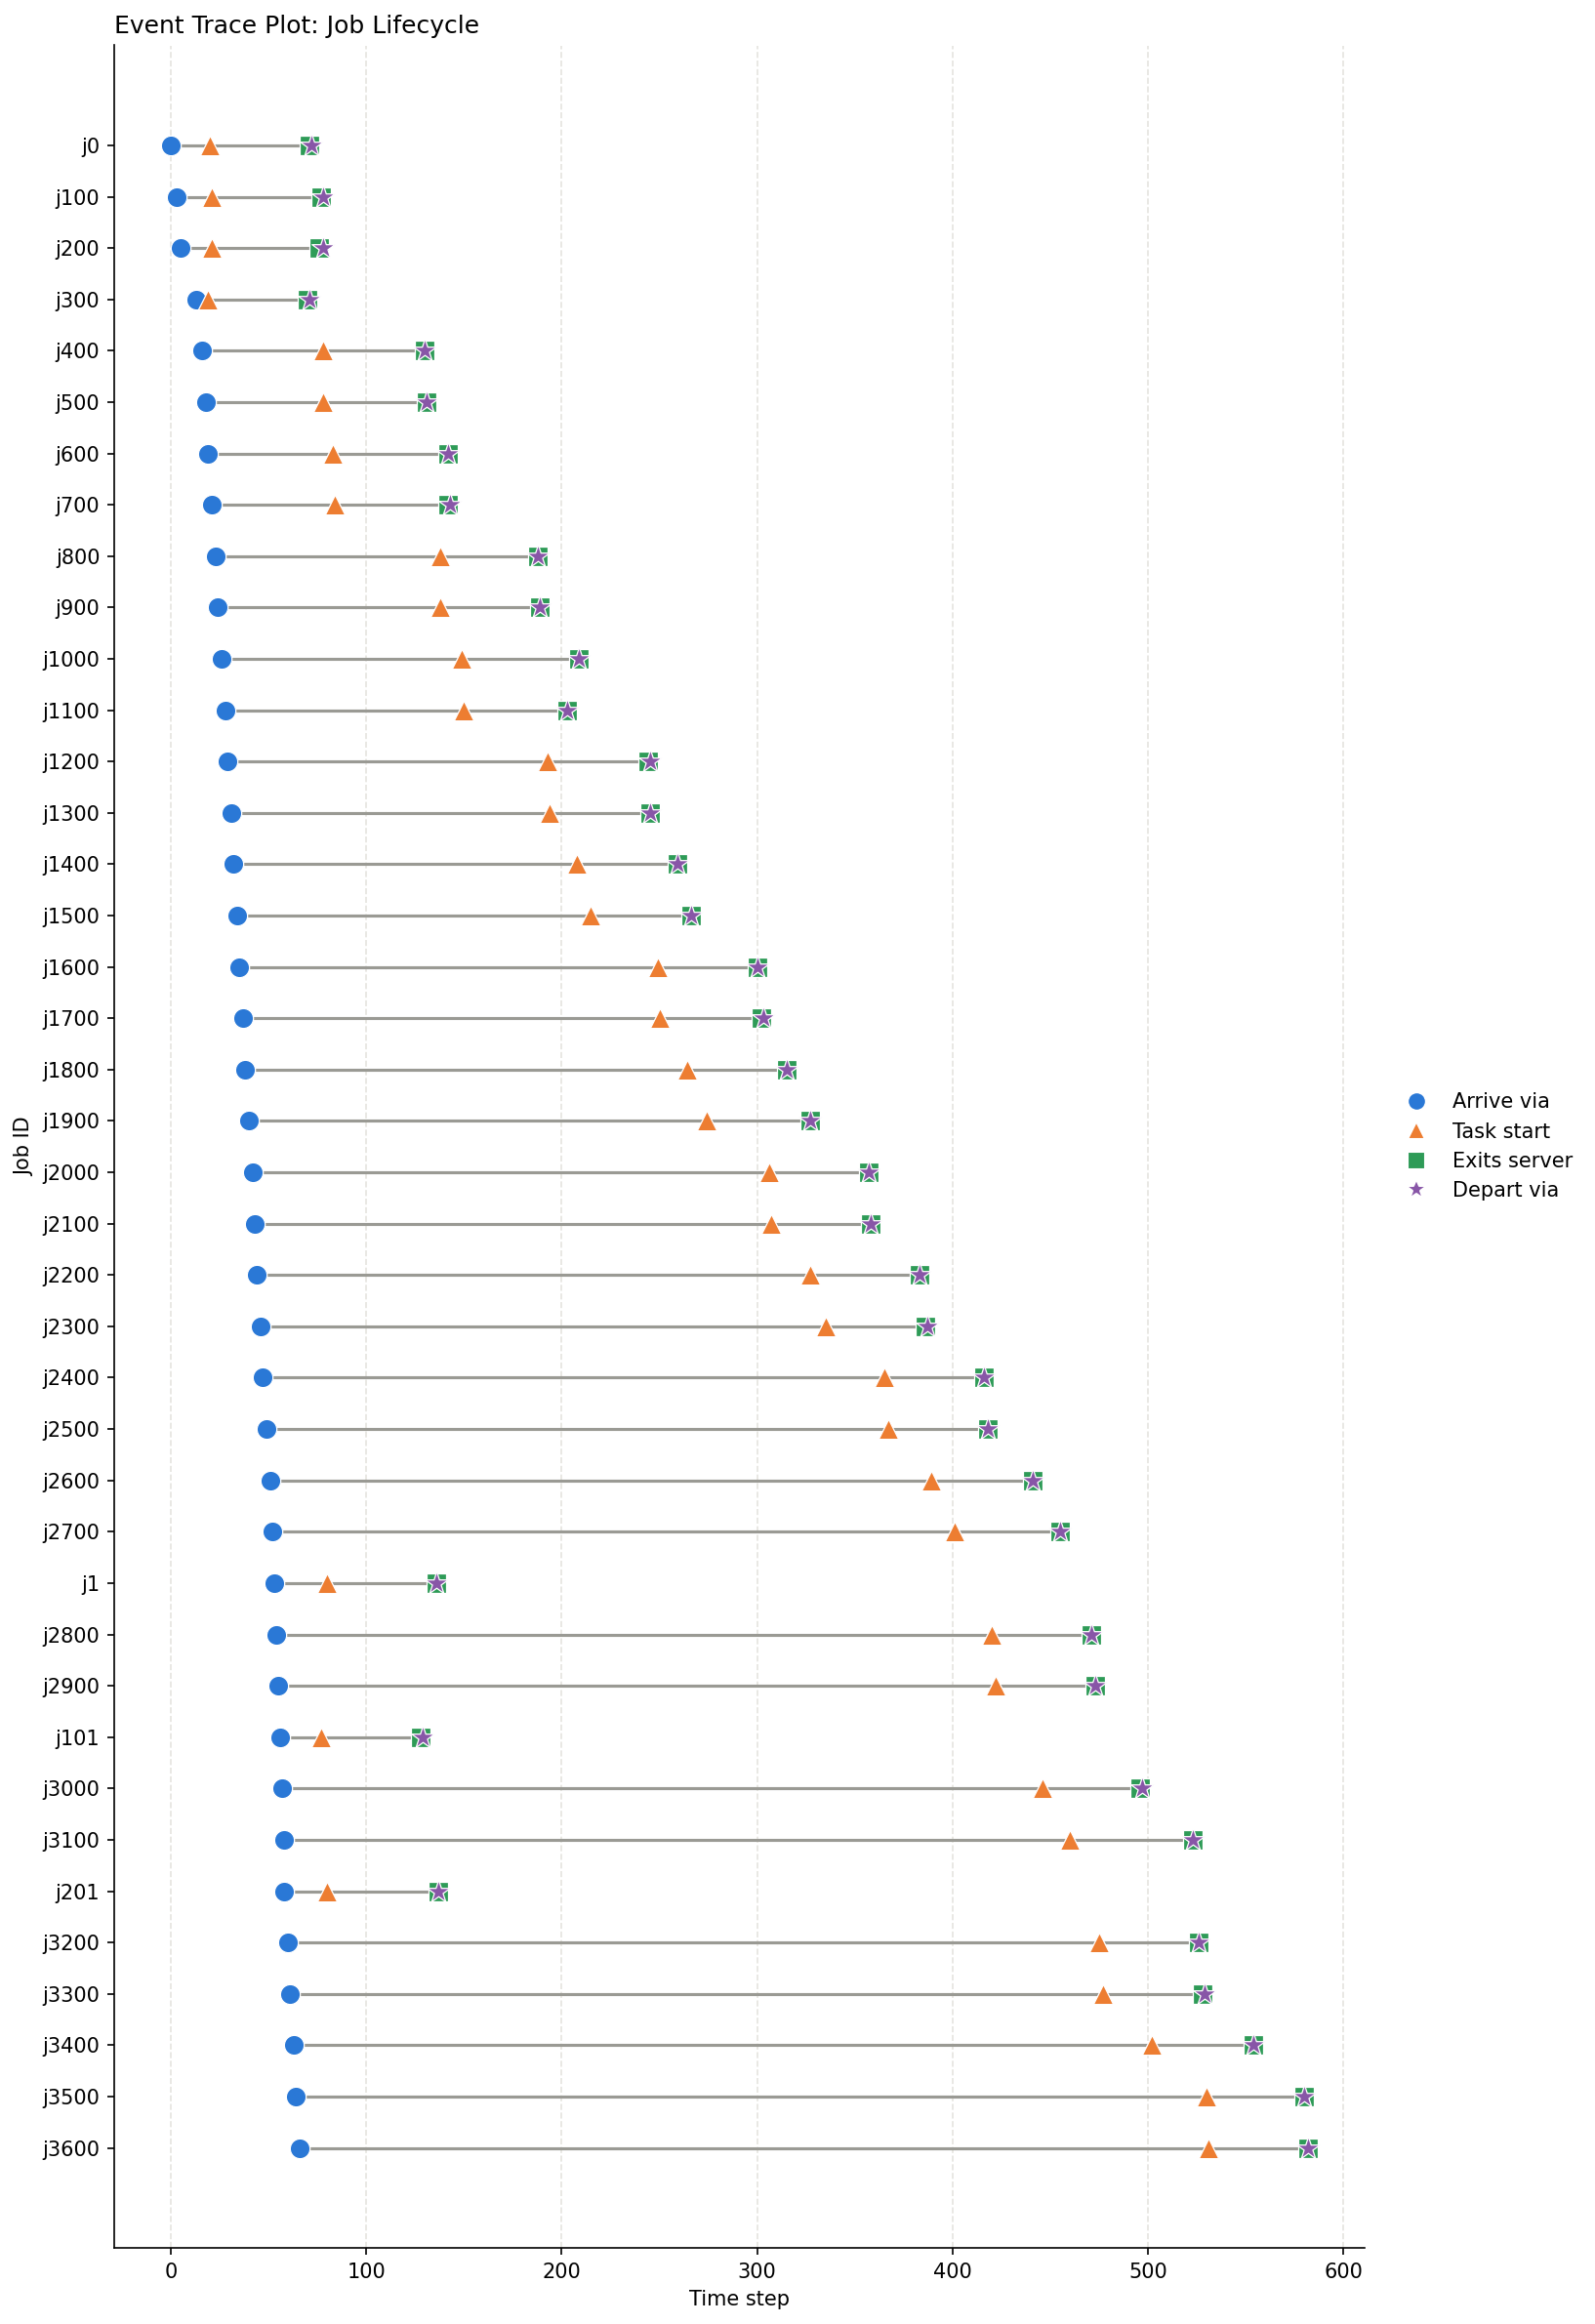 Event Trace Plot: Job Lifecycle
j0
j100
j200
j300
j400
j500
j600
j700
j800
j900
j1000
j1100
j1200
j1300
j1400
j1500
j1600
j1700
j1800
j1900
j2000
j2100
j2200
j2300
j2400
j2500
j2600
j2700
j1
j2800
j2900
j101
j3000
j3100
j201
j3200
j3300
j3400
j3500
j3600
Job ID
Arrive via
Task start
Exits server
Depart via
0 100 200 300 400 500 600
Time step